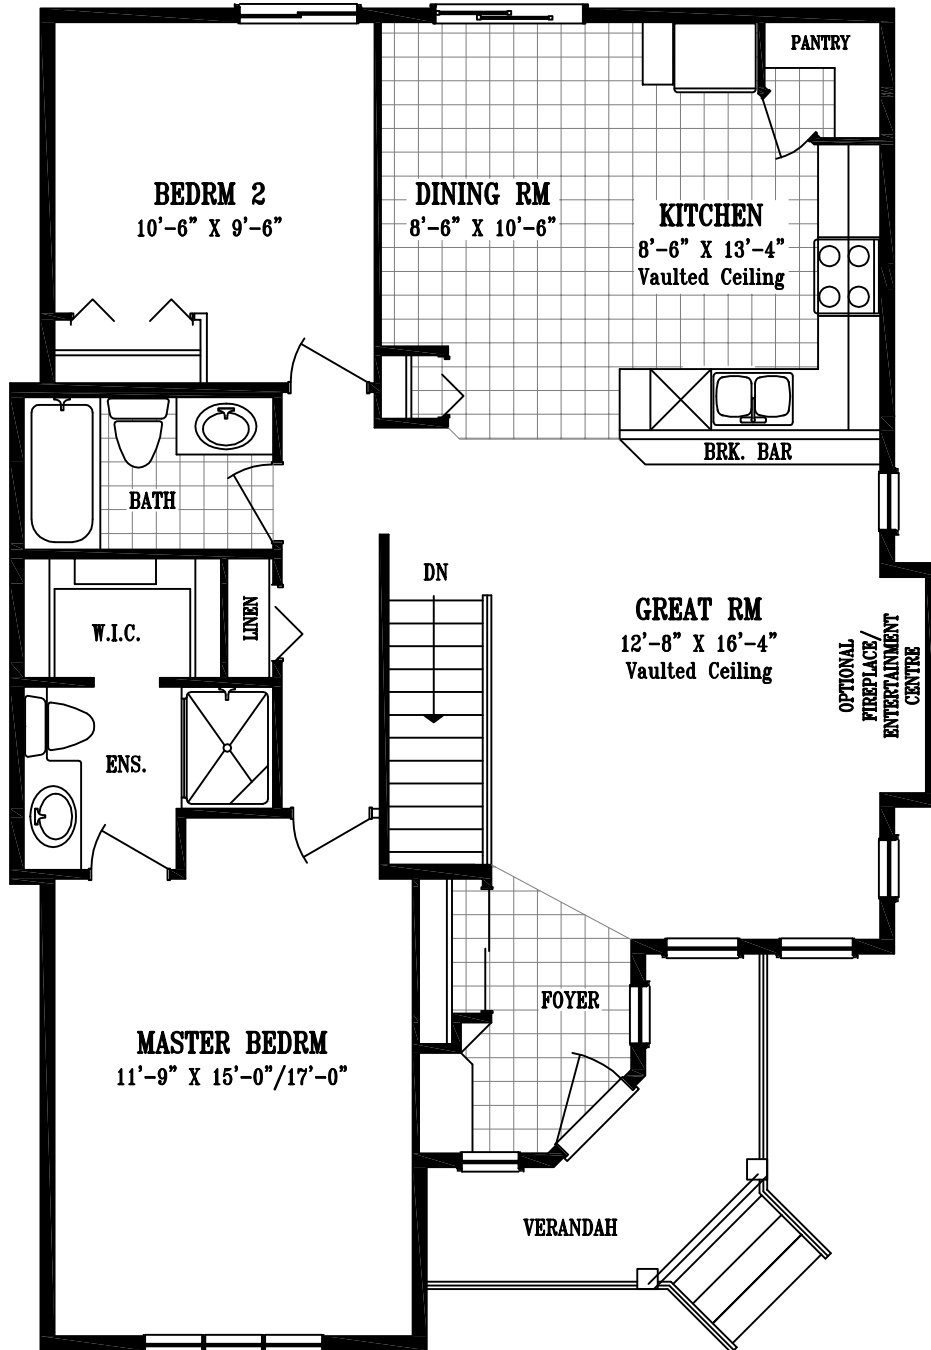 PANTRY
BEDRM 2
10'-6" X 9'-6"
DINING RM
8'-6" X 10'-6"
KITCHEN
8'-6" X 13'-4"
Vaulted Ceiling
BRK. BAR
BATH
DN
LINEN
W.I.C.
GREAT RM
12'-8" X 16'-4"
Vaulted Ceiling
OPTIONAL
FIREPLACE/
ENTERTAINMENT
CENTRE
ENS.
FOYER
MASTER BEDRM
11'-9" X 15'-0"/17'-0"
VERANDAH